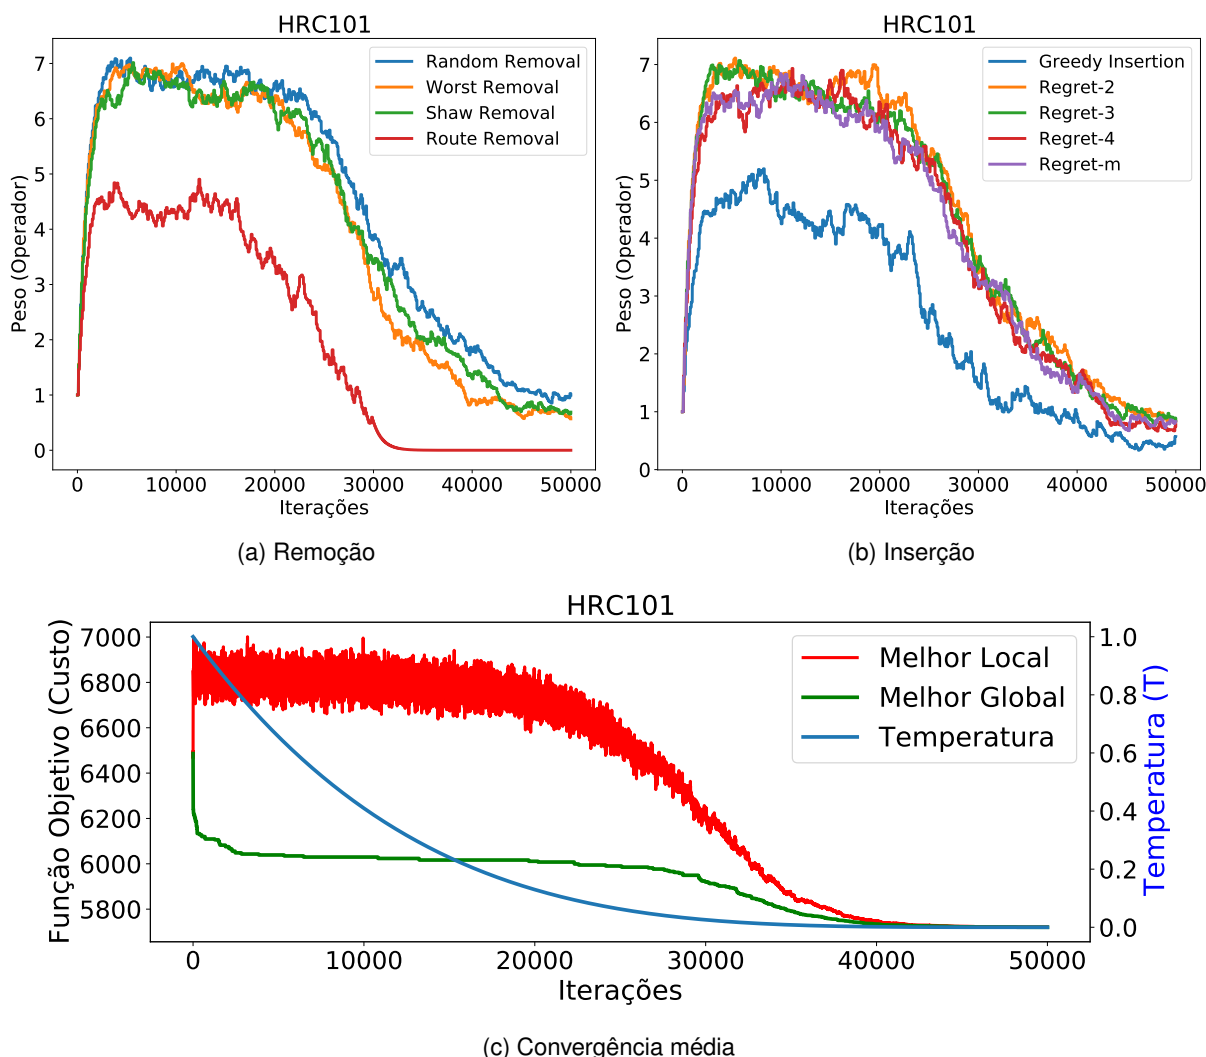 HRC101
Peso (Operador)
7
6
5
4
3
2
1
0
Random Removal
Worst Removal
Shaw Removal
Route Removal
0 10000 20000 30000 40000 50000
Iterações
(a) Remoção
HRC101
Peso (Operador)
7
6
5
4
3
2
1
0
Greedy Insertion
Regret-2
Regret-3
Regret-4
Regret-m
0 10000 20000 30000 40000 50000
Iterações
(b) Inserção
HRC101
Função Objetivo (Custo)
7000
6800
6600
6400
6200
6000
5800
Melhor Local
Melhor Global
Temperatura
1.0
0.8
0.6
0.4
0.2
0.0
Temperatura (T)
0 10000 20000 30000 40000 50000
Iterações
(c) Convergência média